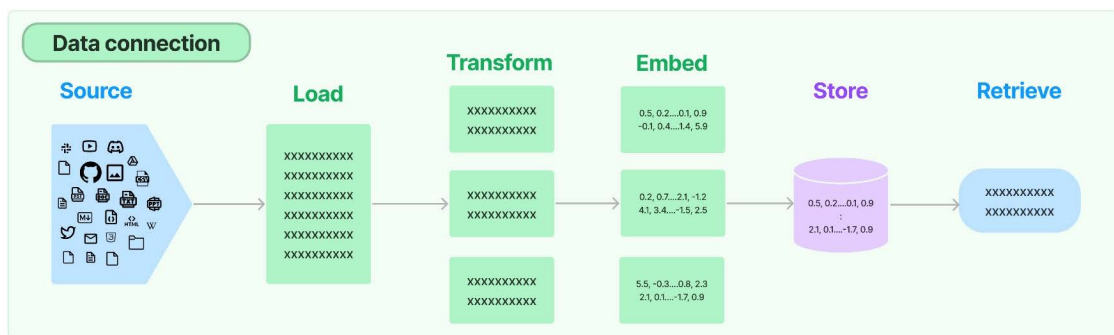 Data connection
Source
Load
Transform
Embed
Store
Retrieve
XXXXXXXXXX
XXXXXXXXXX
XXXXXXXXXX
XXXXXXXXXX
XXXXXXXXXX
XXXXXXXXXX
XXXXXXXXXX
XXXXXXXXXX
XXXXXXXXXX
XXXXXXXXXX
XXXXXXXXXX
XXXXXXXXXX
XXXXXXXXXX
0.5, 0.2....0.1, 0.9
-0.1, 0.4....1.4, 5.9
0.2, 0.7....2.1, -1.2
4.1, 3.4....-1.5, 2.5
5.5, -0.3....0.8, 2.3
2.1, 0.1....-1.7, 0.9
0.5, 0.2....0.1, 0.9
:
2.1, 0.1....-1.7, 0.9
XXXXXXXXXX
XXXXXXXXXX
HTML
W